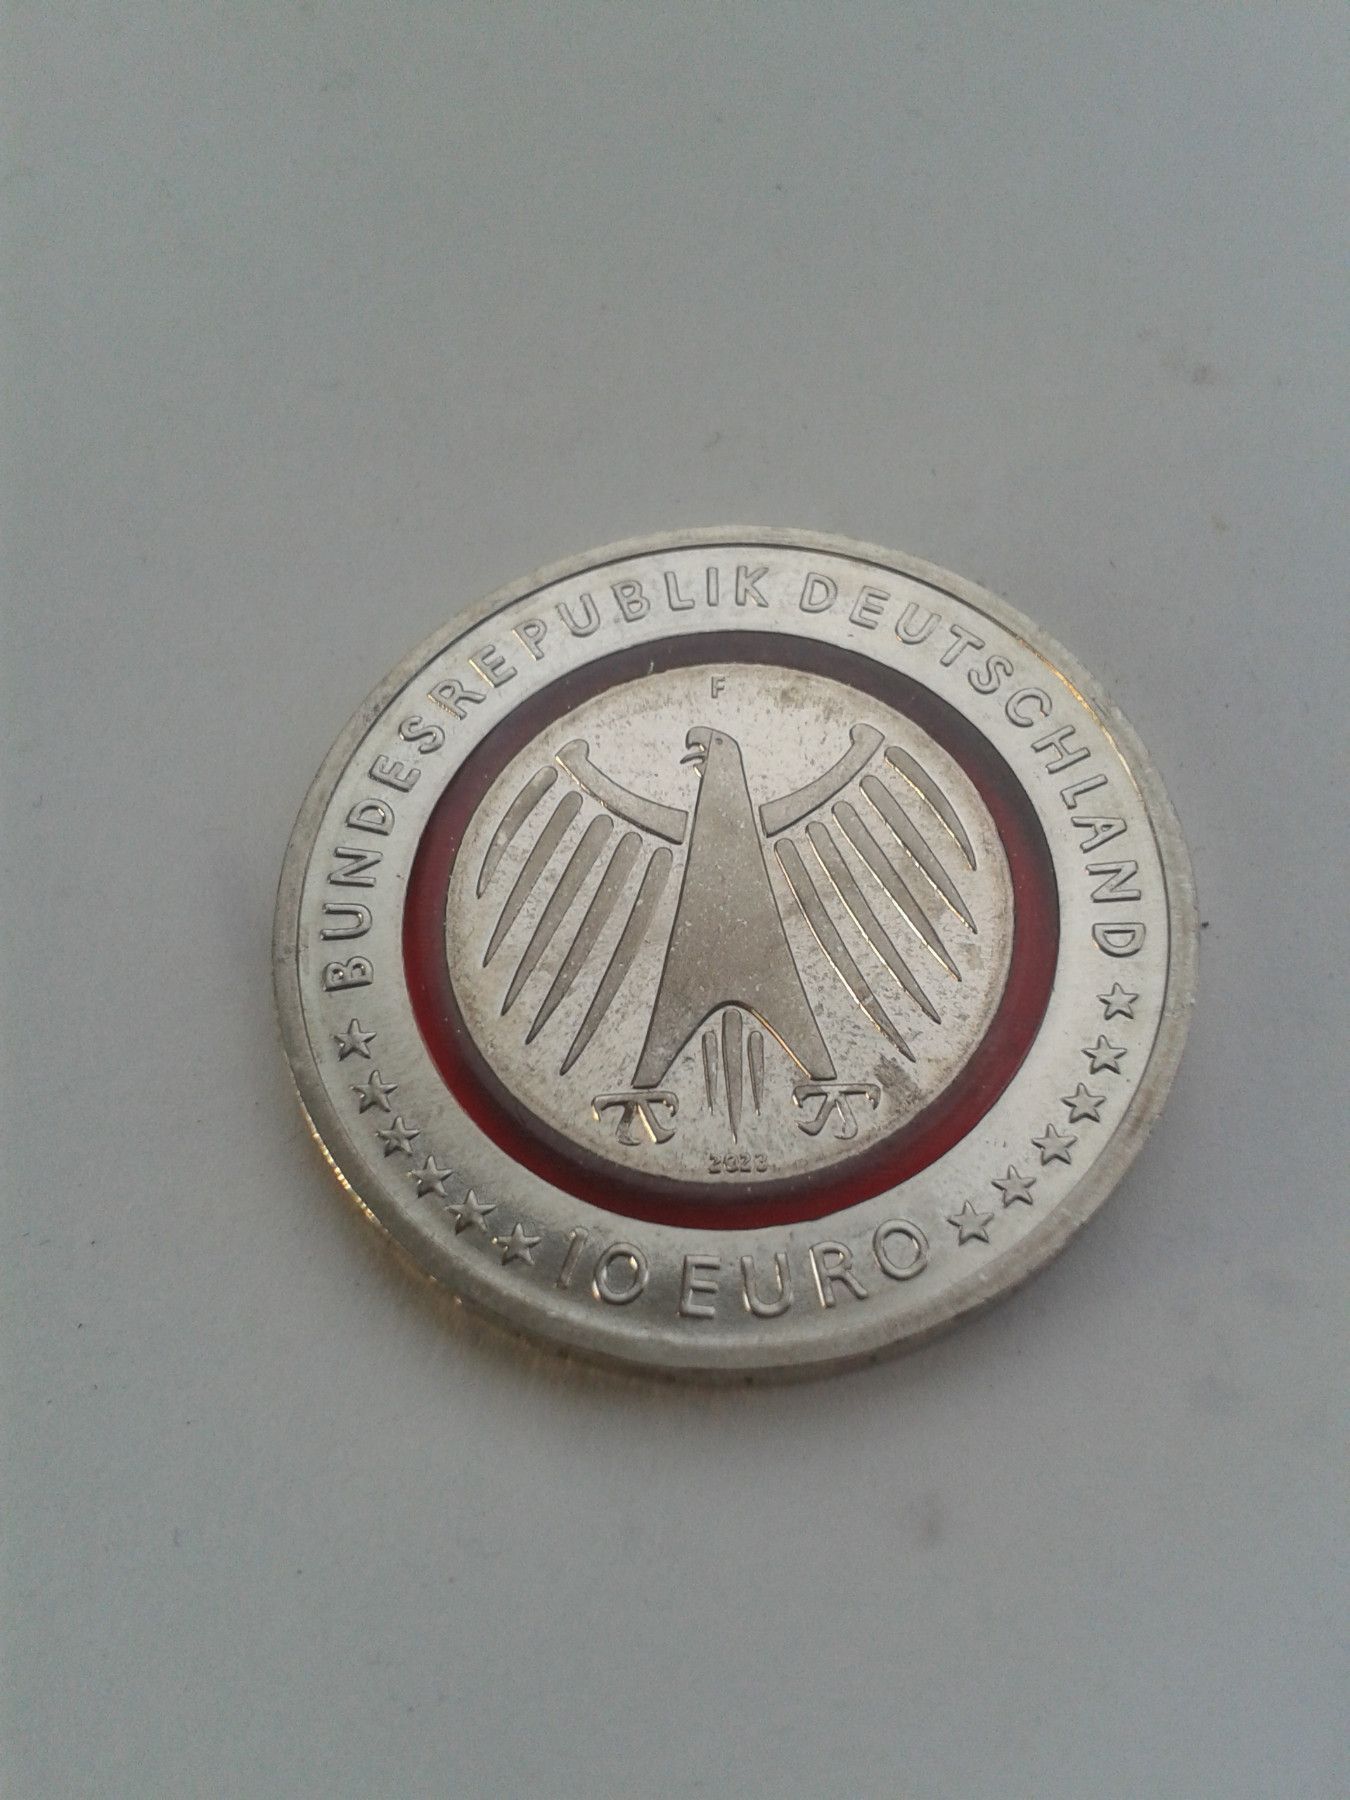 BUNDESREPUBLIK DEUTSCHLAND
F
2023
10 EURO